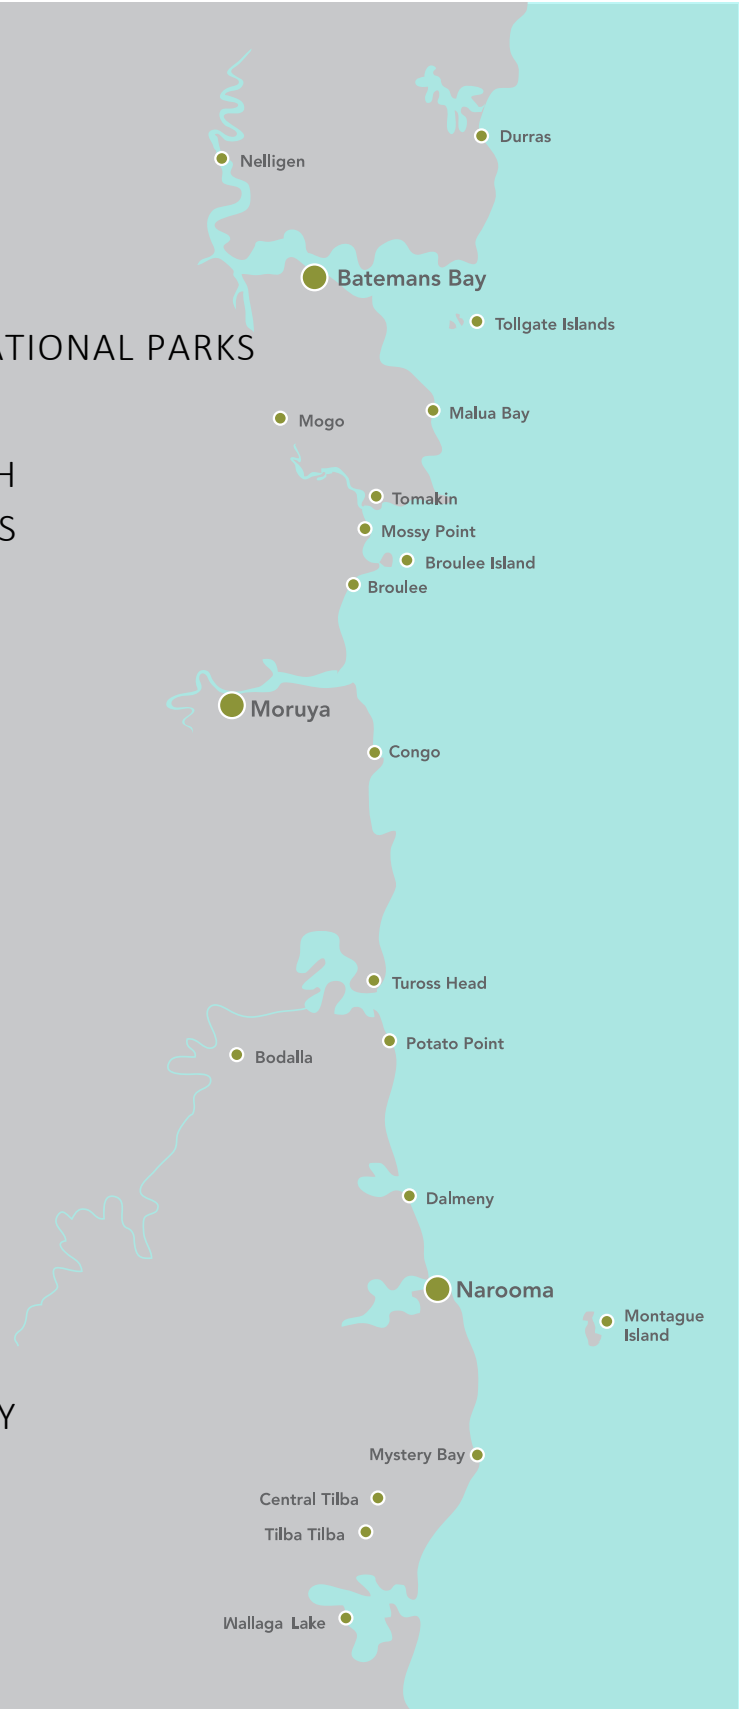 Durras
Nelligen
Batemans Bay
Tollgate Islands
ATIONAL PARKS
Malua Bay
Mogo
H
Tomakin
S
Mossy Point
Broulee Island
Broulee
Moruya
Congo
Tuross Head
Potato Point
Bodalla
Dalmeny
Narooma
Montague
Island
Y
Mystery Bay
Central Tilba
Tilba Tilba
Wallaga Lake